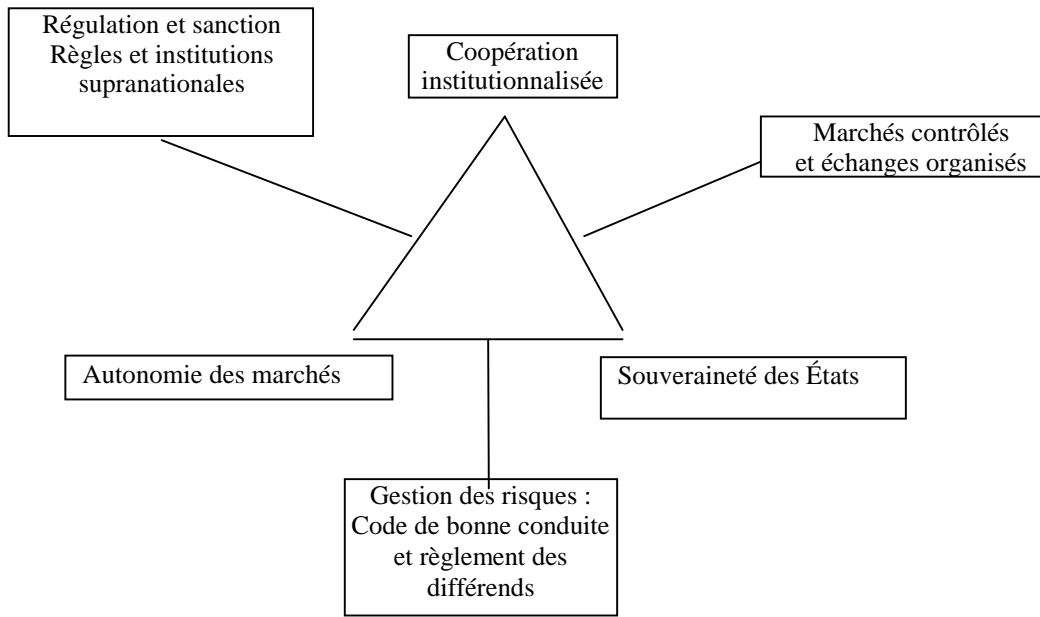 Régulation et sanction
Règles et institutions
supranationales
Coopération
institutionnalisée
Marchés contrôlés
et échanges organisés
Autonomie des marchés
Souveraineté des États
Gestion des risques :
Code de bonne conduite
et règlement des
différends